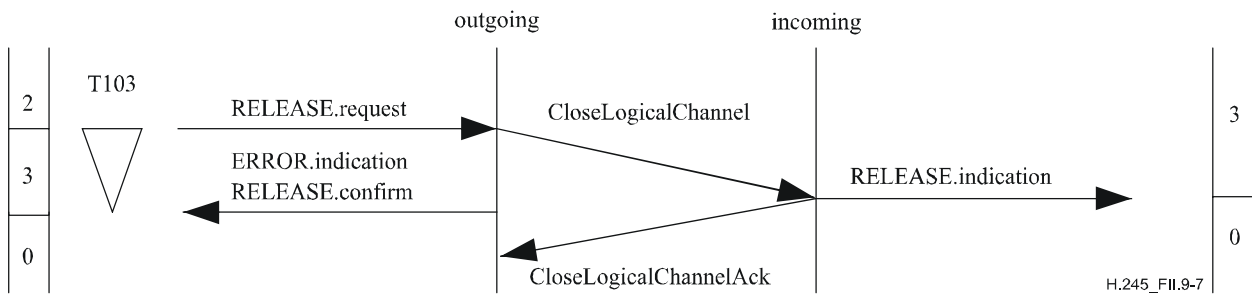 outgoing
incoming
T103
2
RELEASE.request
CloseLogicalChannel
3
3
ERROR.indication
RELEASE.confirm
RELEASE.indication
0
0
CloseLogicalChannelAck
H.245_FII.9-7